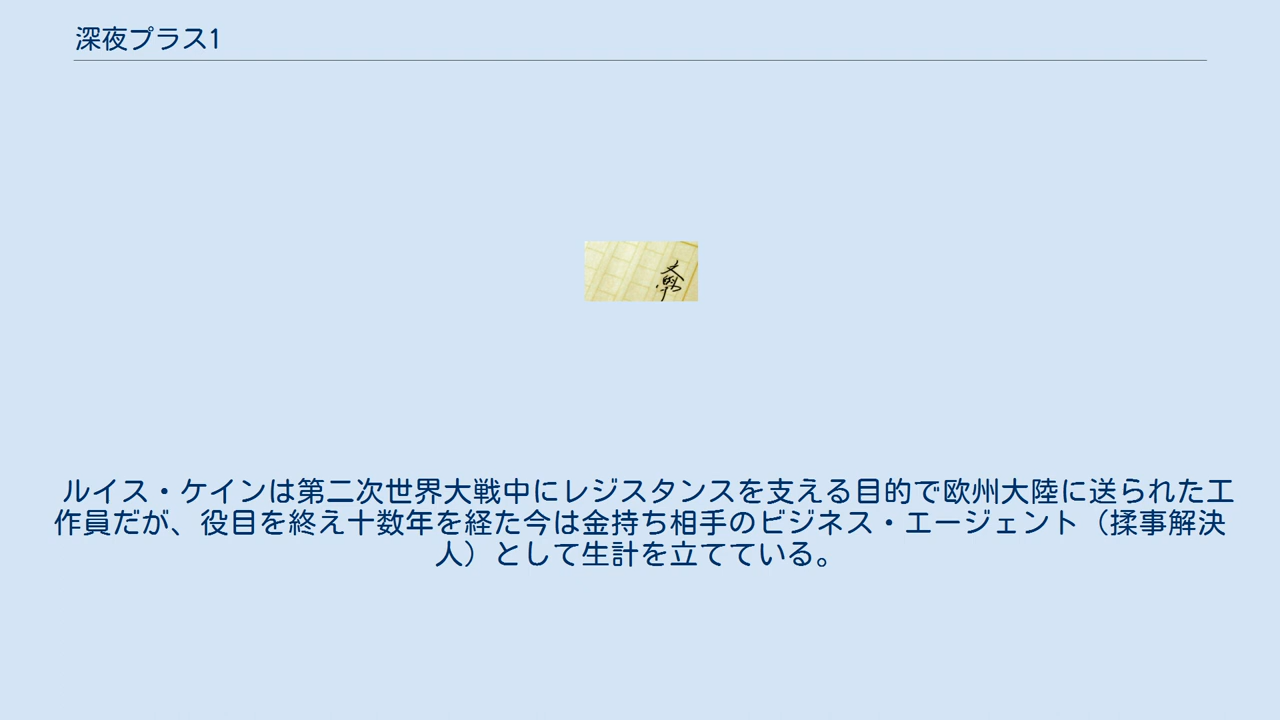 深夜プラス1
ルイス・ケインは第二次世界大戦中にレジスタンスを支える目的で欧州大陸に送られた工
作員だが、役目を終え十数年を経た今は金持ち相手のビジネス・エージェント（揉事解決
人）として生計を立てている。